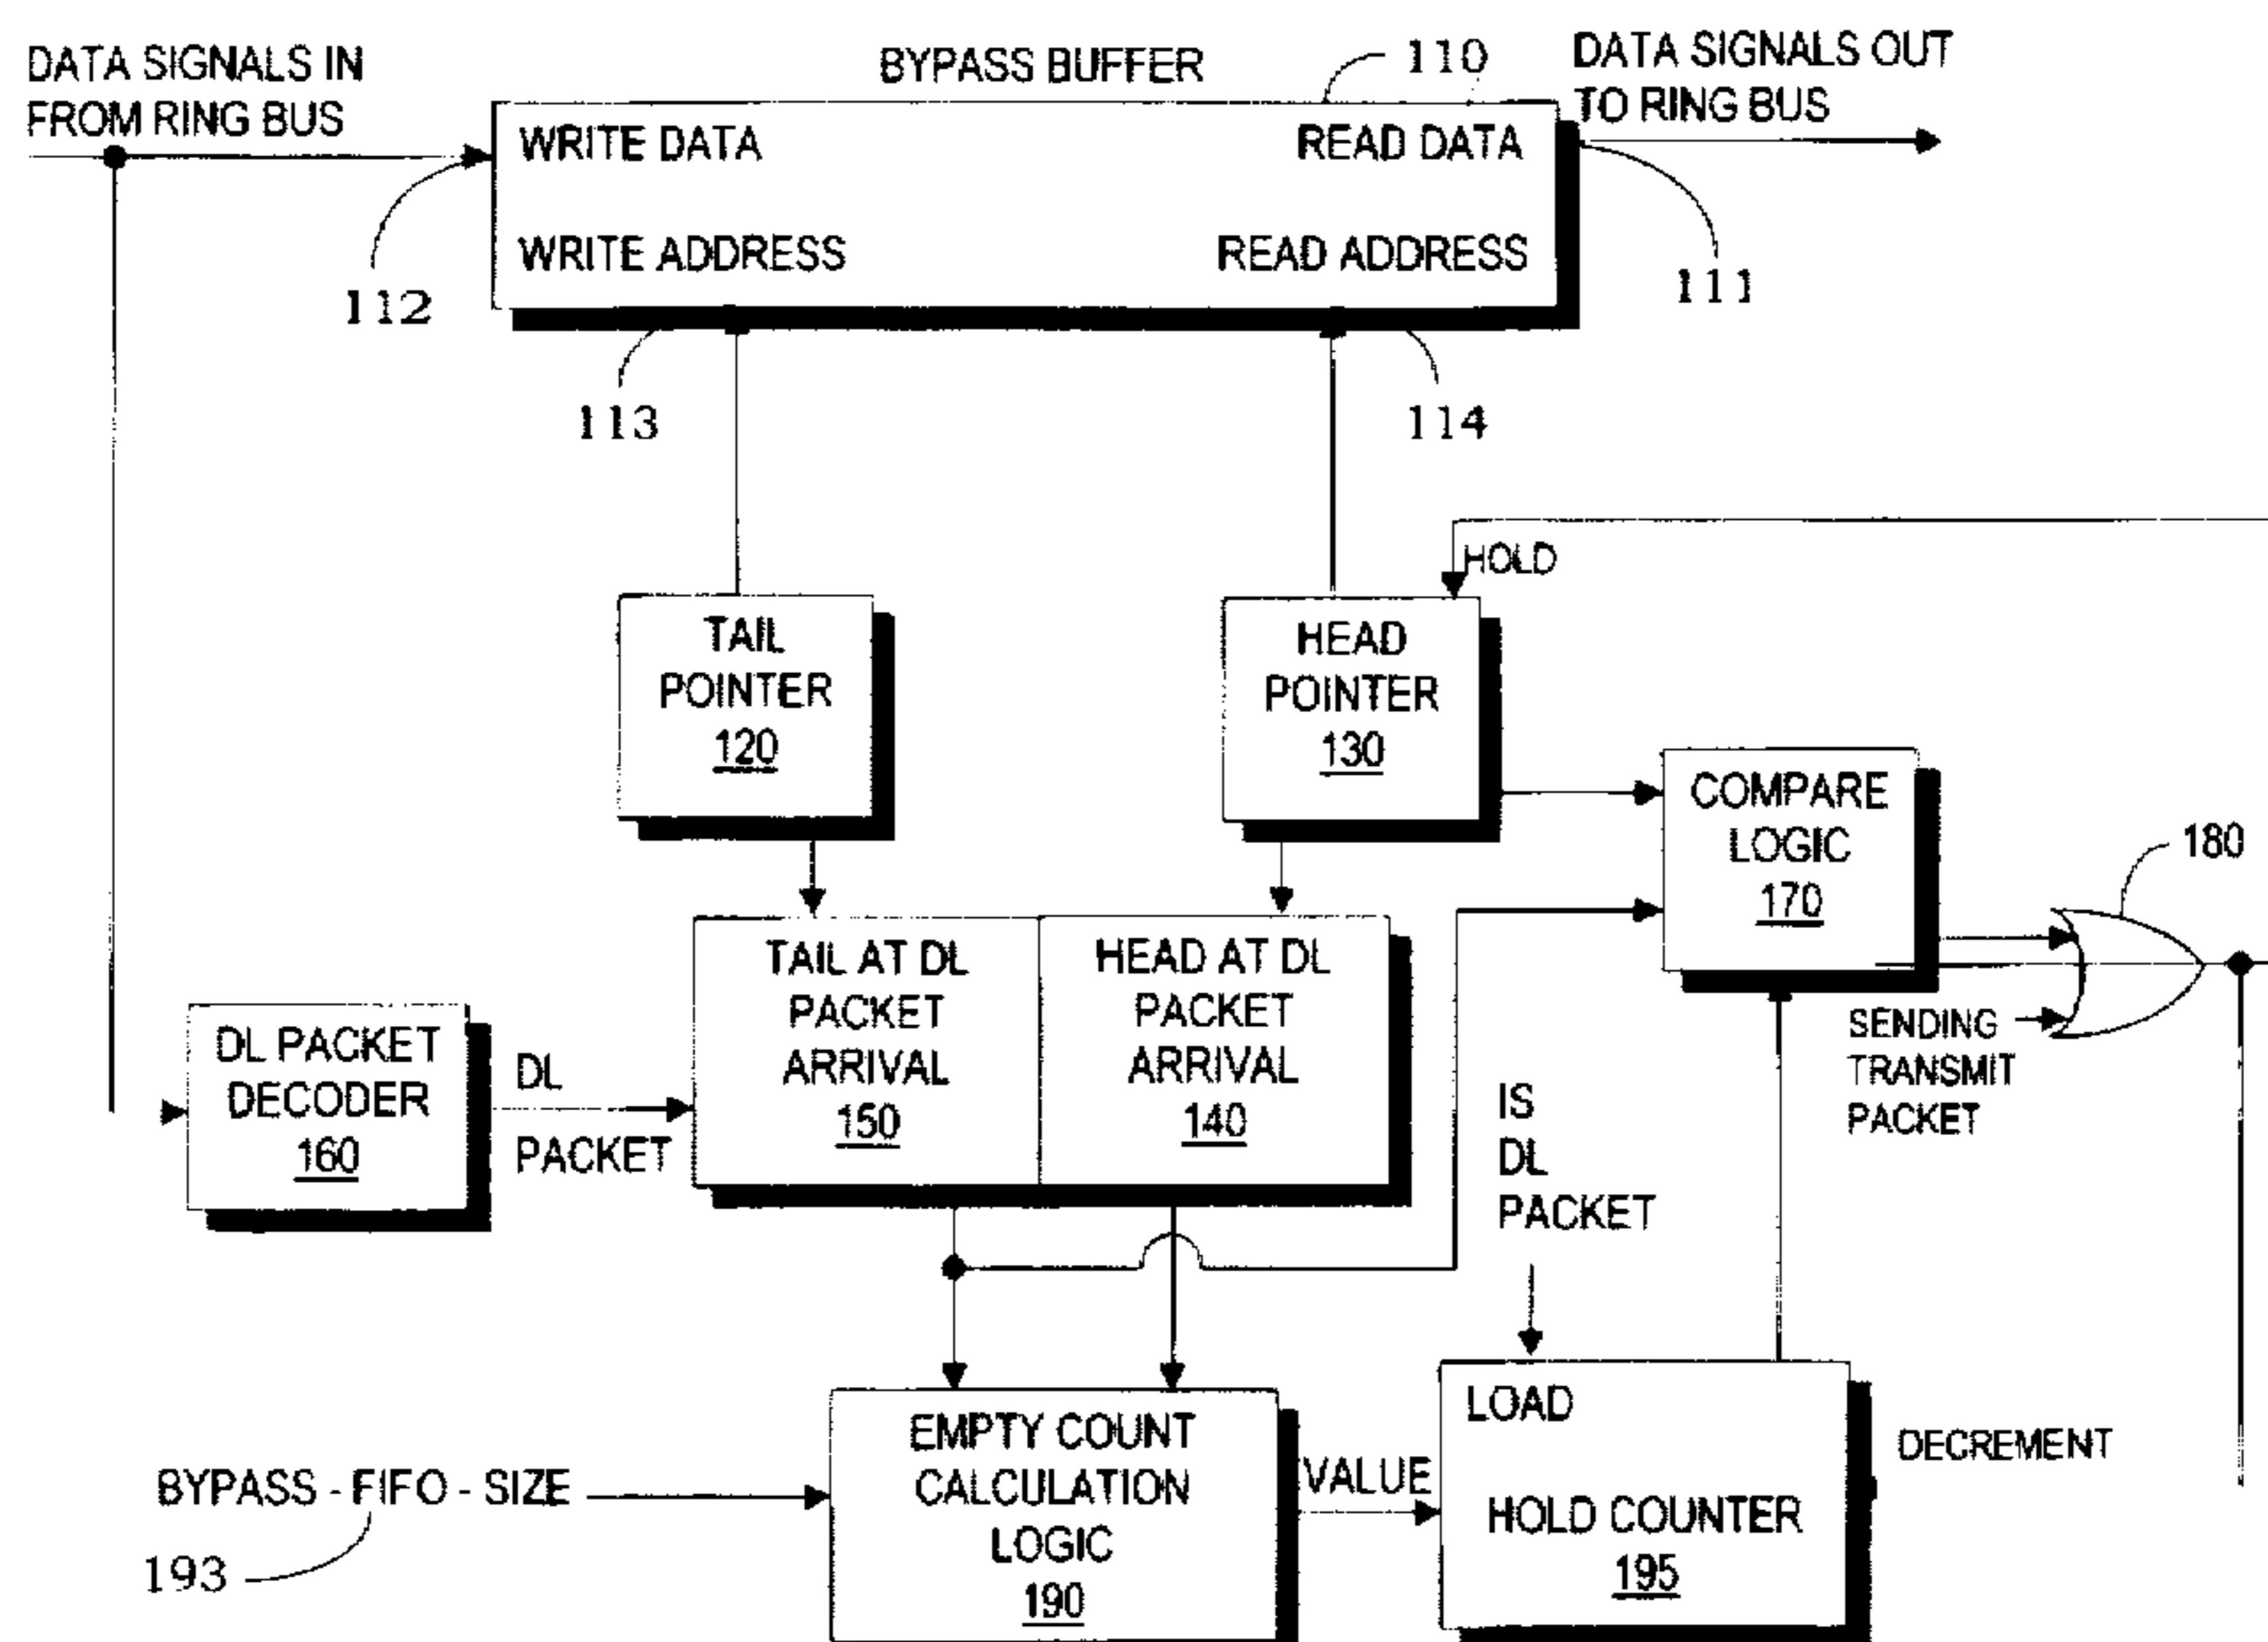 DATA SIGNALS IN
FROM RING BUS
BYPASS BUFFER
110
DATA SIGNALS OUT
TO RING BUS
WRITE DATA
READ DATA
WRITE ADDRESS
READ ADDRESS
112
111
113
114
HOLD
TAIL
POINTER
120
HEAD
POINTER
130
COMPARE
LOGIC
170
180
TAIL AT DL
PACKET
ARRIVAL
150
HEAD AT DL
PACKET
ARRIVAL
140
SENDING
TRANSMIT
PACKET
DL PACKET
DECODER
160
DL
PACKET
IS
DL
PACKET
BYPASS - FIFO - SIZE
193
EMPTY COUNT
CALCULATION
LOGIC
190
VALUE
LOAD
HOLD COUNTER
195
DECREMENT